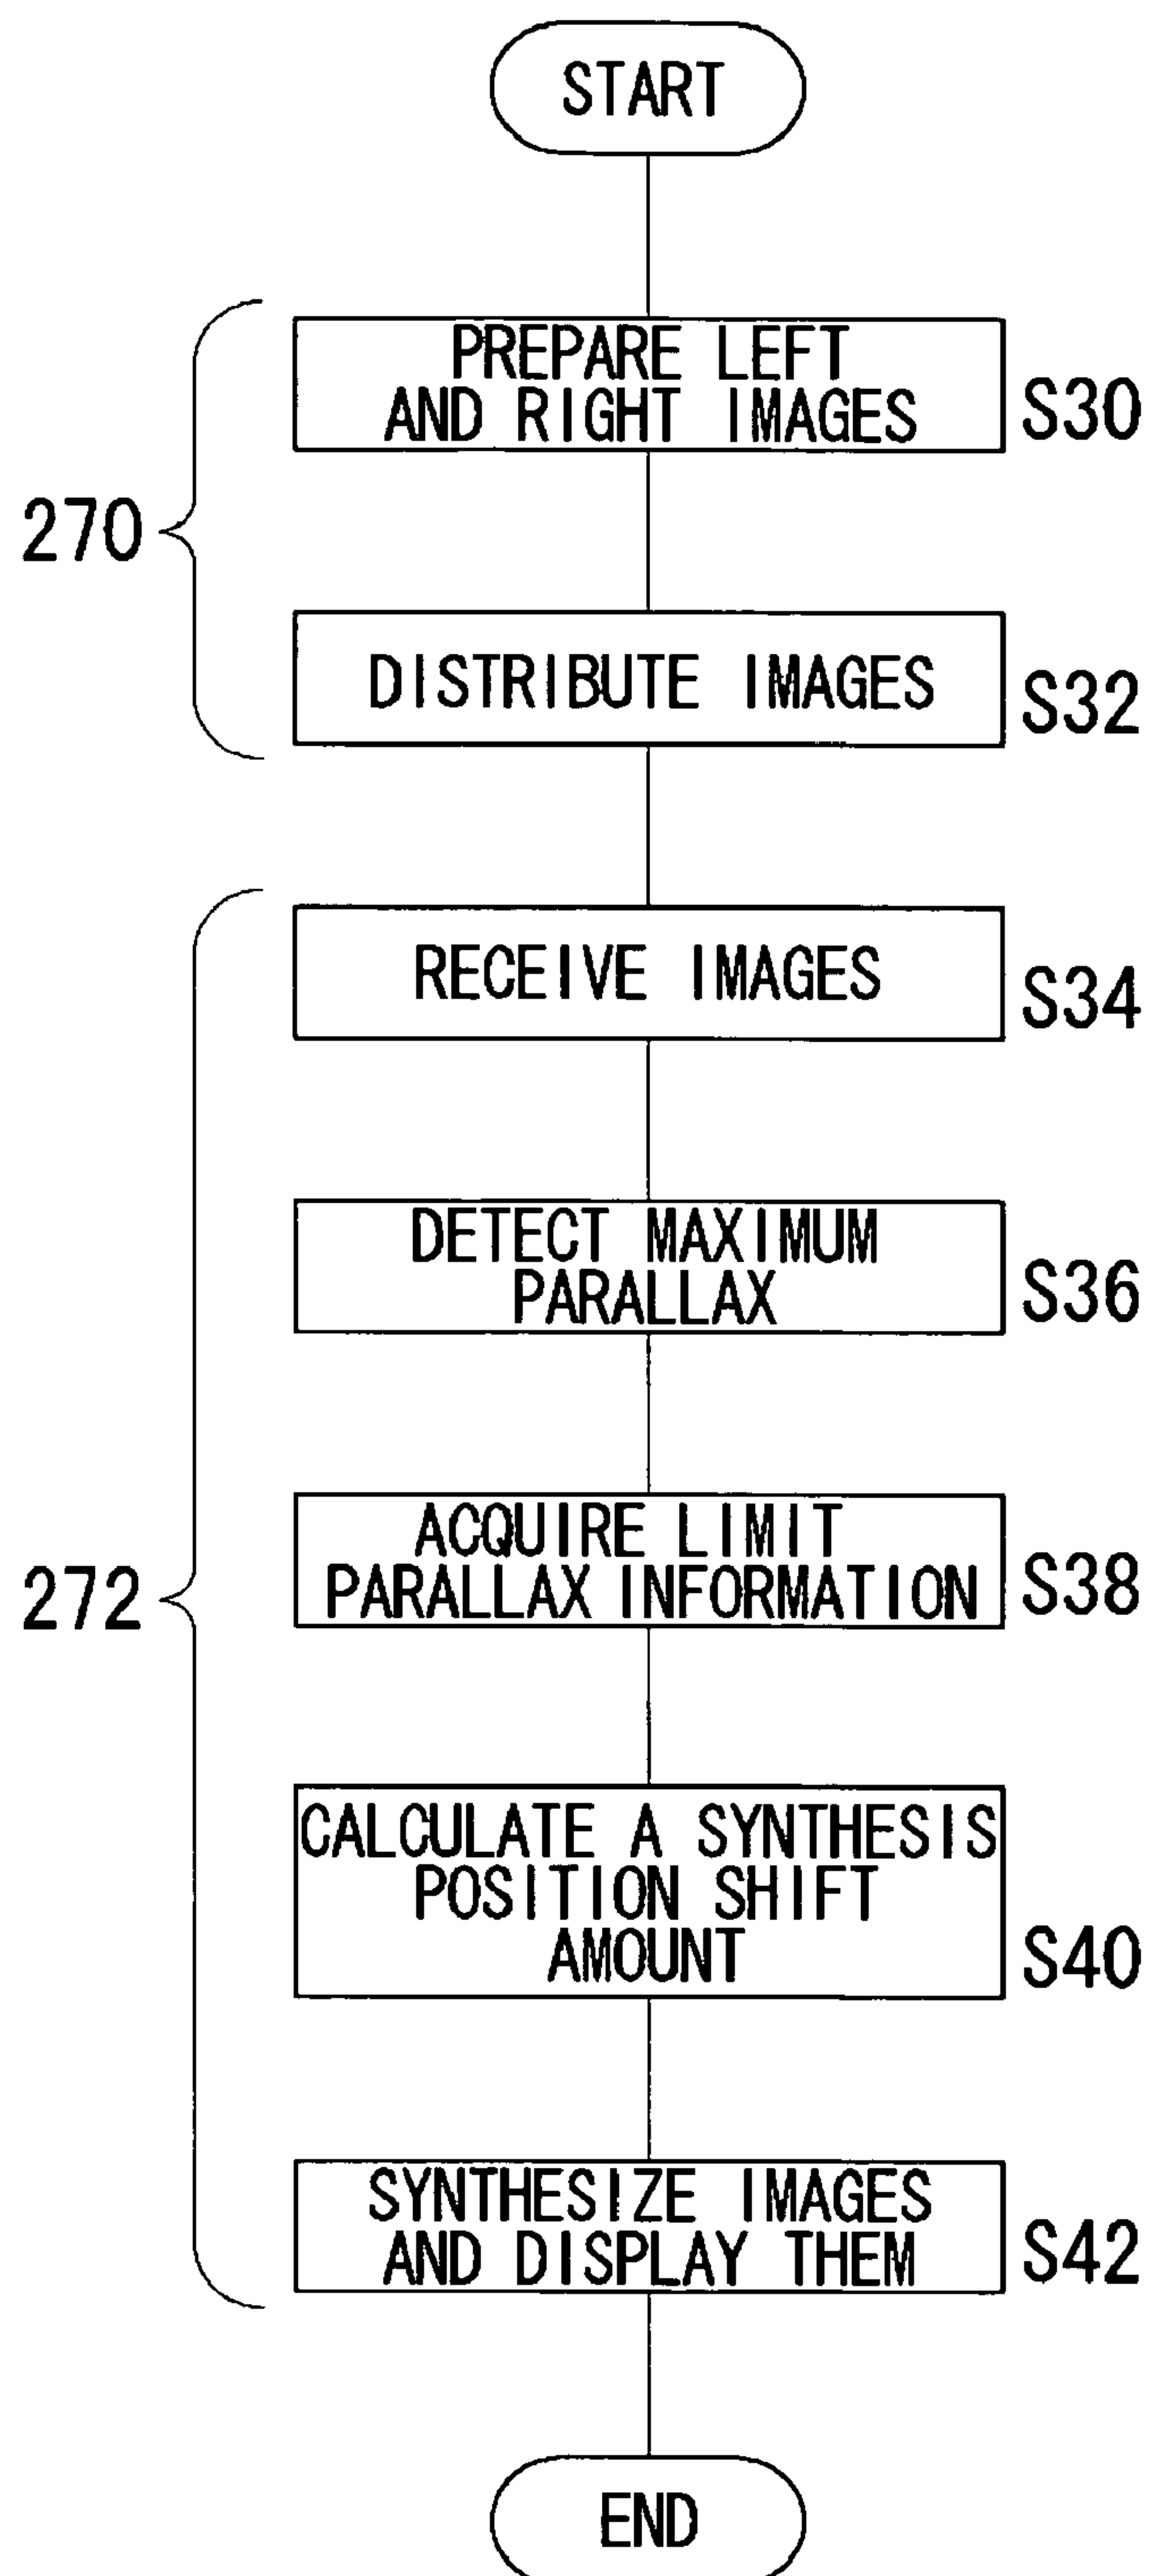 START
PREPARE LEFT
AND RIGHT IMAGES
S30
270
DISTRIBUTE IMAGES
S32
RECEIVE IMAGES
S34
DETECT MAXIMUM
PARALLAX
S36
ACQUIRE LIMIT
PARALLAX INFORMATION
S38
272
CALCULATE A SYNTHESIS
POSITION SHIFT
AMOUNT
S40
SYNTHESIZE IMAGES
AND DISPLAY THEM
S42
END